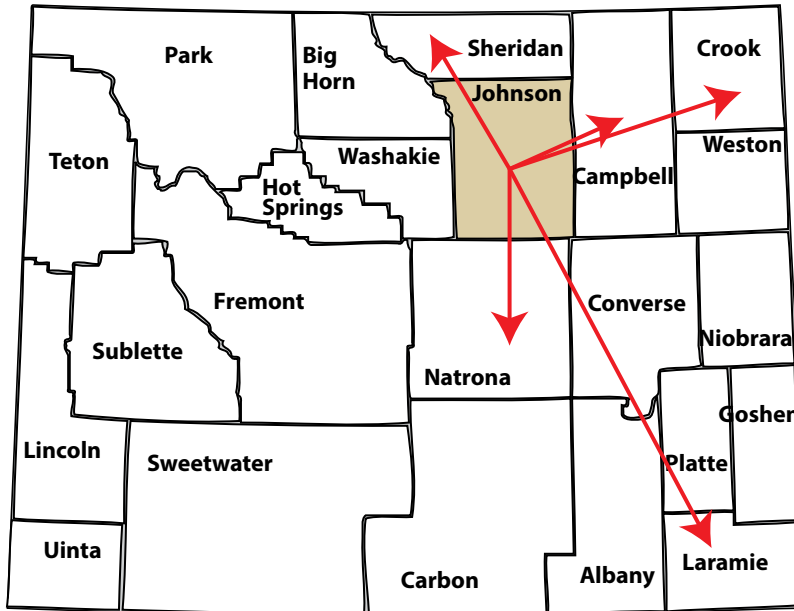 Park
Big
Horn
Sheridan
Crook
Johnson
Teton
Washakie
Weston
Campbell
Hot
Springs
Fremont
Converse
Sublette
Niobrara
Natrona
Goshen
Lincoln
Sweetwater
Platte
Uinta
Carbon
Albany
Laramie